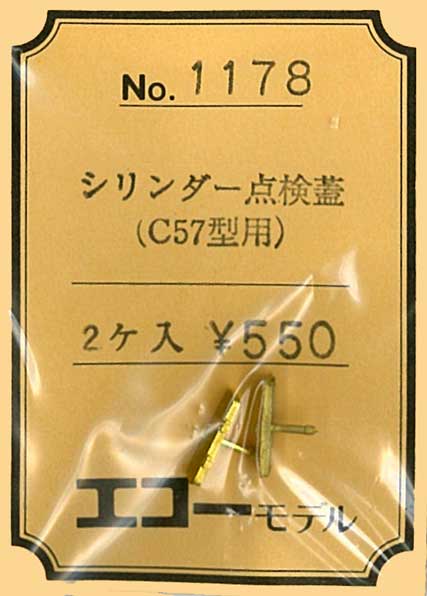 No. 1178
シリンダー点検蓋
(C57型用)
2ケ入 ¥550
エコーモデル